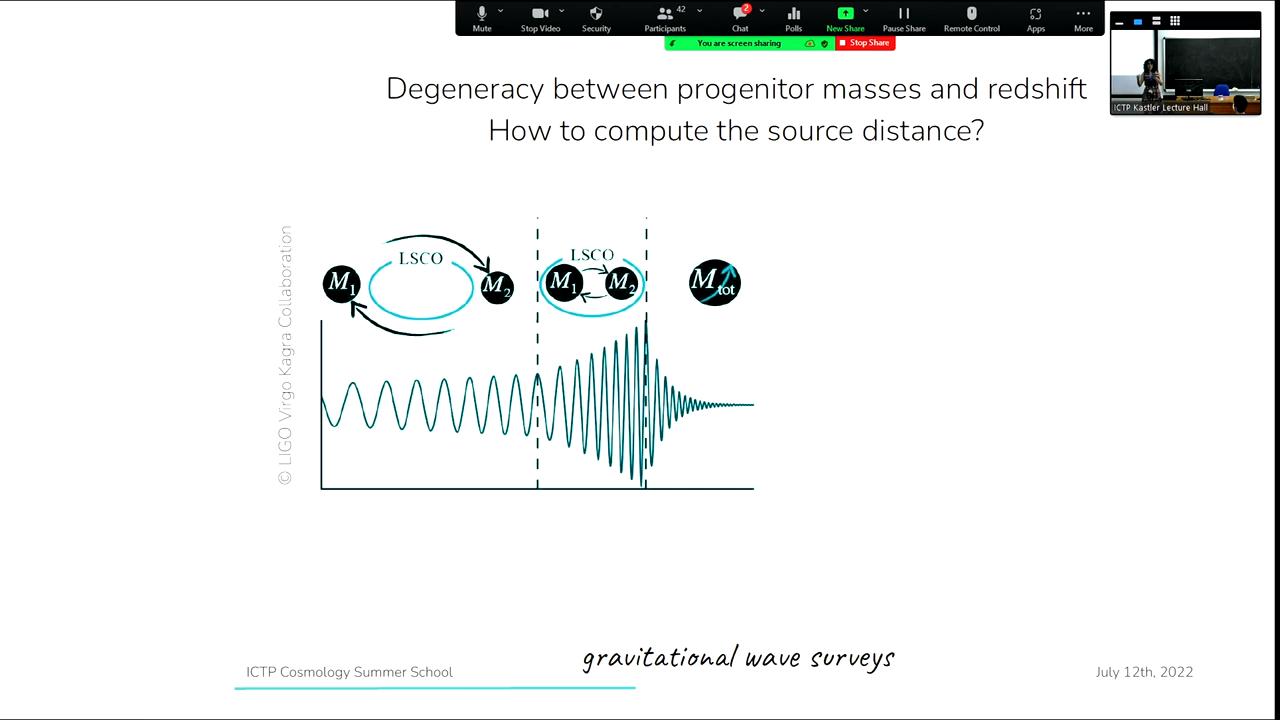 Mute
Stop Video
Security
Participants
42
Chat
2
Polls
New Share
Pause Share
Remote Control
Apps
More
You are screen sharing
Stop Share
ICTP Kastler Lecture Hall
Degeneracy between progenitor masses and redshift
How to compute the source distance?
© LIGO Virgo Kagra Collaboration
M1
LSCO
M2
LSCO
M1
M2
Mtot
gravitational wave surveys
ICTP Cosmology Summer School
July 12th, 2022